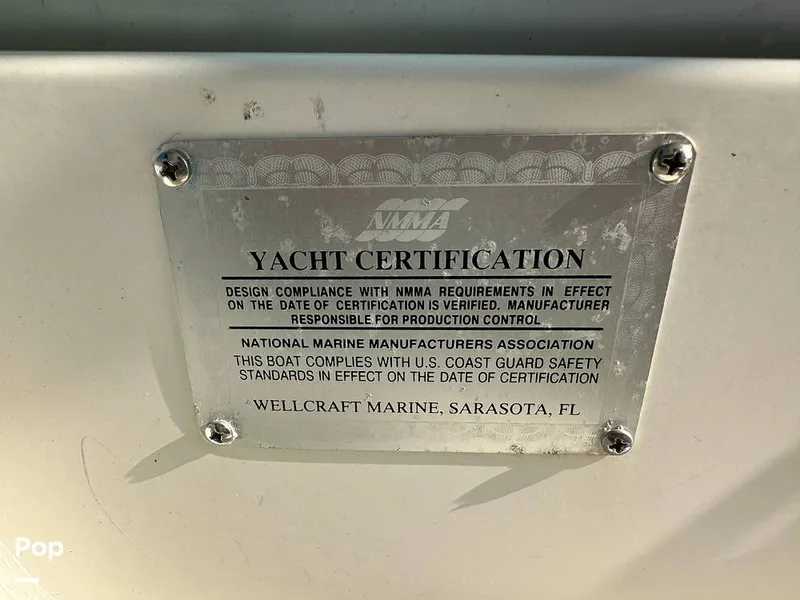 NMMA
YACHT CERTIFICATION
DESIGN COMPLIANCE WITH NMMA REQUIREMENTS IN EFFECT
ON THE DATE OF CERTIFICATION IS VERIFIED. MANUFACTURER
RESPONSIBLE FOR PRODUCTION CONTROL
NATIONAL MARINE MANUFACTURERS ASSOCIATION
THIS BOAT COMPLIES WITH U.S. COAST GUARD SAFETY
STANDARDS IN EFFECT ON THE DATE OF CERTIFICATION
WELLCRAFT MARINE, SARASOTA, FL
Pop